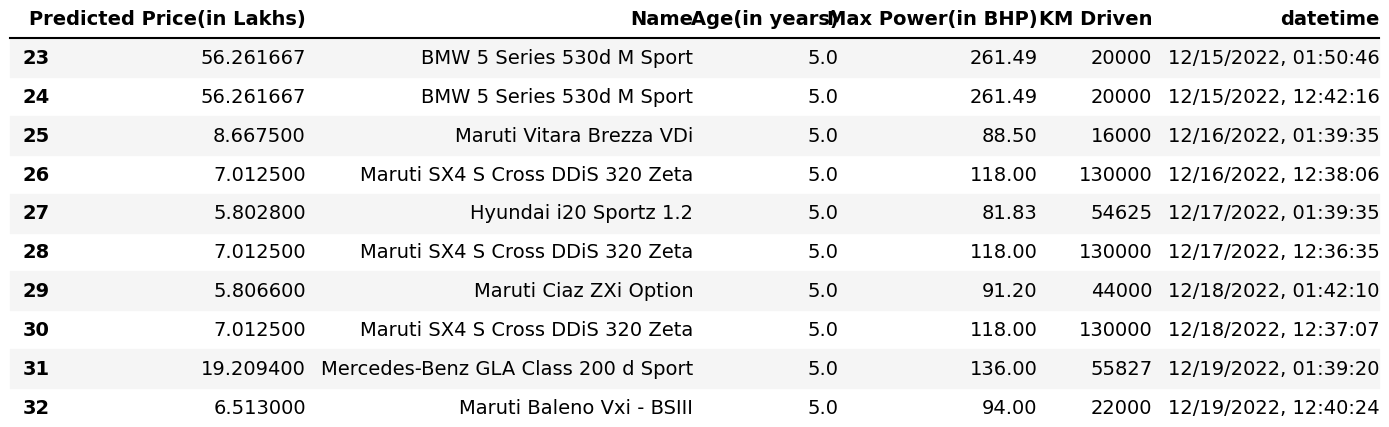 Predicted Price(in Lakhs) Name Age(in years) Max Power(in BHP) KM Driven datetime
23 56.261667 BMW 5 Series 530d M Sport 5.0 261.49 20000 12/15/2022, 01:50:46
24 56.261667 BMW 5 Series 530d M Sport 5.0 261.49 20000 12/15/2022, 12:42:16
25 8.667500 Maruti Vitara Brezza VDi 5.0 88.50 16000 12/16/2022, 01:39:35
26 7.012500 Maruti SX4 S Cross DDiS 320 Zeta 5.0 118.00 130000 12/16/2022, 12:38:06
27 5.802800 Hyundai i20 Sportz 1.2 5.0 81.83 54625 12/17/2022, 01:39:35
28 7.012500 Maruti SX4 S Cross DDiS 320 Zeta 5.0 118.00 130000 12/17/2022, 12:36:35
29 5.806600 Maruti Ciaz ZXi Option 5.0 91.20 44000 12/18/2022, 01:42:10
30 7.012500 Maruti SX4 S Cross DDiS 320 Zeta 5.0 118.00 130000 12/18/2022, 12:37:07
31 19.209400 Mercedes-Benz GLA Class 200 d Sport 5.0 136.00 55827 12/19/2022, 01:39:20
32 6.513000 Maruti Baleno Vxi - BSIII 5.0 94.00 22000 12/19/2022, 12:40:24